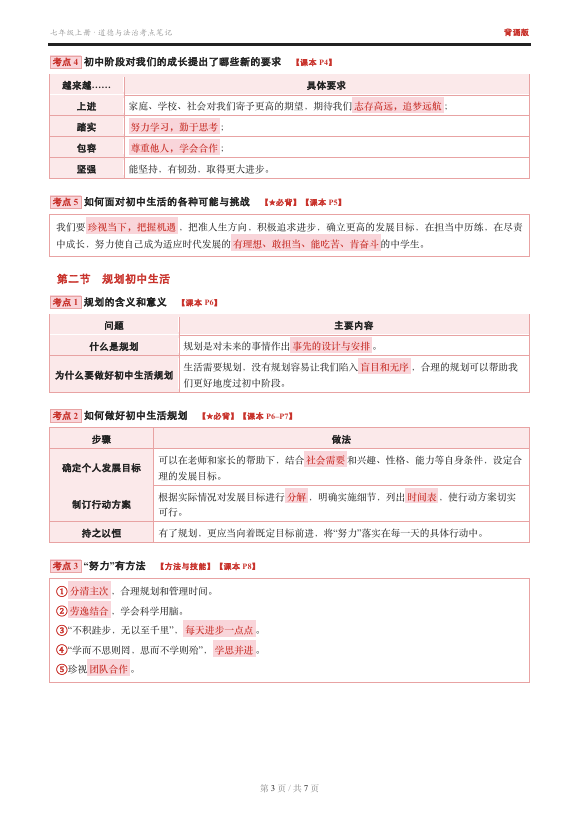 七年级上册 · 道德与法治考点笔记 背诵版
考点 4 初中阶段对我们的成长提出了哪些新的要求 【课本 P4】
越来越…… 具体要求
上进 家庭、学校、社会对我们寄予更高的期望，期待我们志存高远，追梦远航；
踏实 努力学习，勤于思考；
包容 尊重他人，学会合作；
坚强 能坚持，有韧劲，取得更大进步。
考点 5 如何面对初中生活的各种可能与挑战 【★必背】【课本 P5】
我们要珍视当下，把握机遇，把准人生方向，积极追求进步，确立更高的发展目标，在担当中历练，在尽责
中成长，努力使自己成为适应时代发展的有理想、敢担当、能吃苦、肯奋斗的中学生。
第二节 规划初中生活
考点 1 规划的含义和意义 【课本 P6】
问题 主要内容
什么是规划 规划是对未来的事情作出事先的设计与安排。
为什么要做好初中生活规划 生活需要规划，没有规划容易让我们陷入盲目和无序，合理的规划可以帮助我
们更好地度过初中阶段。
考点 2 如何做好初中生活规划 【★必背】【课本 P6–P7】
步骤 做法
确定个人发展目标 可以在老师和家长的帮助下，结合社会需要和兴趣、性格、能力等自身条件，设定合
理的发展目标。
制订行动方案 根据实际情况对发展目标进行分解，明确实施细节，列出时间表，使行动方案切实
可行。
持之以恒 有了规划，更应当向着既定目标前进，将“努力”落实在每一天的具体行动中。
考点 3 “努力”有方法 【方法与技能】【课本 P8】
①分清主次，合理规划和管理时间。
②劳逸结合，学会科学用脑。
③“不积跬步，无以至千里”，每天进步一点点。
④“学而不思则罔，思而不学则殆”，学思并进。
⑤珍视团队合作。
第 3 页 / 共 7 页